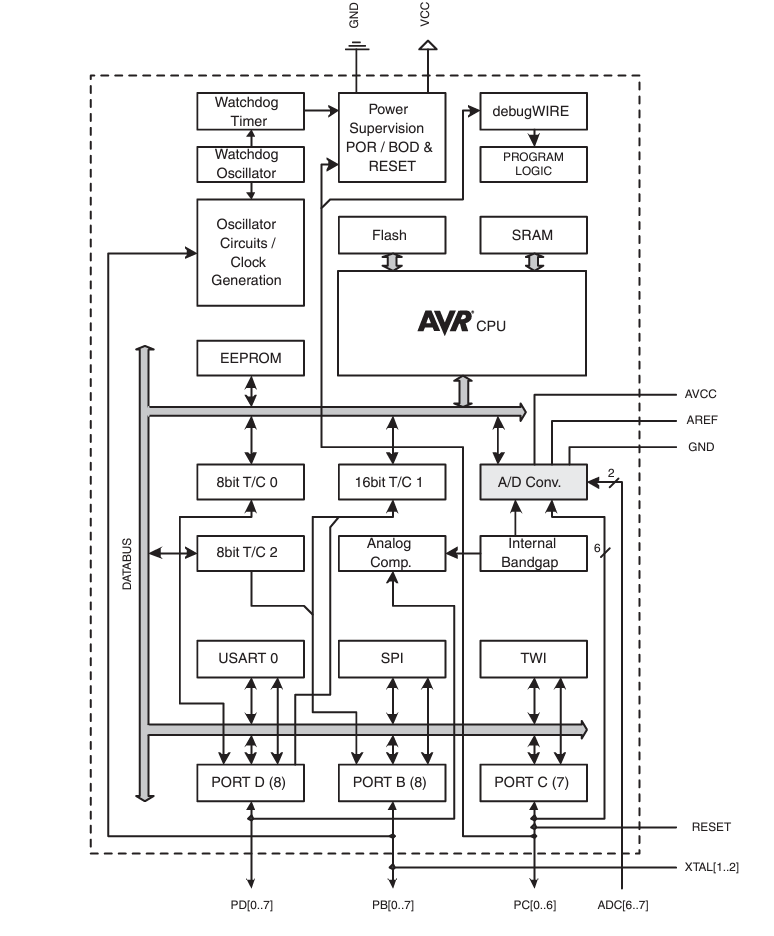 GND
VCC
Watchdog
Timer
Power
Supervision
POR / BOD &
RESET
debugWIRE
Watchdog
Oscillator
PROGRAM
LOGIC
Oscillator
Circuits /
Clock
Generation
Flash
SRAM
AVR® CPU
EEPROM
AVCC
AREF
GND
8bit T/C 0
16bit T/C 1
A/D Conv.
2
DATABUS
8bit T/C 2
Analog
Comp.
Internal
Bandgap
6
USART 0
SPI
TWI
PORT D (8)
PORT B (8)
PORT C (7)
RESET
XTAL[1..2]
PD[0..7]
PB[0..7]
PC[0..6]
ADC[6..7]